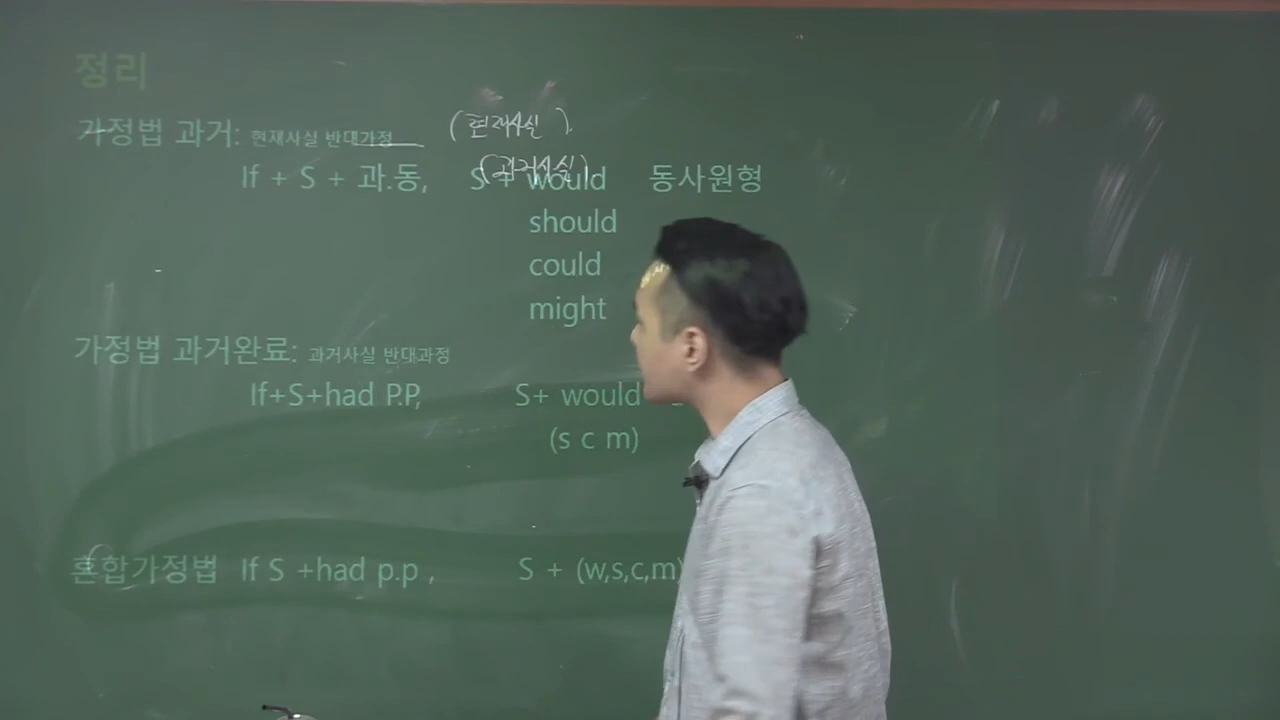 정리
가정법 과거: 현재사실 반대가정 (현재사실 ).
(과거사실 ).
If + S + 과.동, S + would 동사원형
should
could
might
가정법 과거완료: 과거사실 반대과정
If+S+had P.P, S+ would
(s c m)
혼합가정법 If S +had p.p , S + (w,s,c,m)